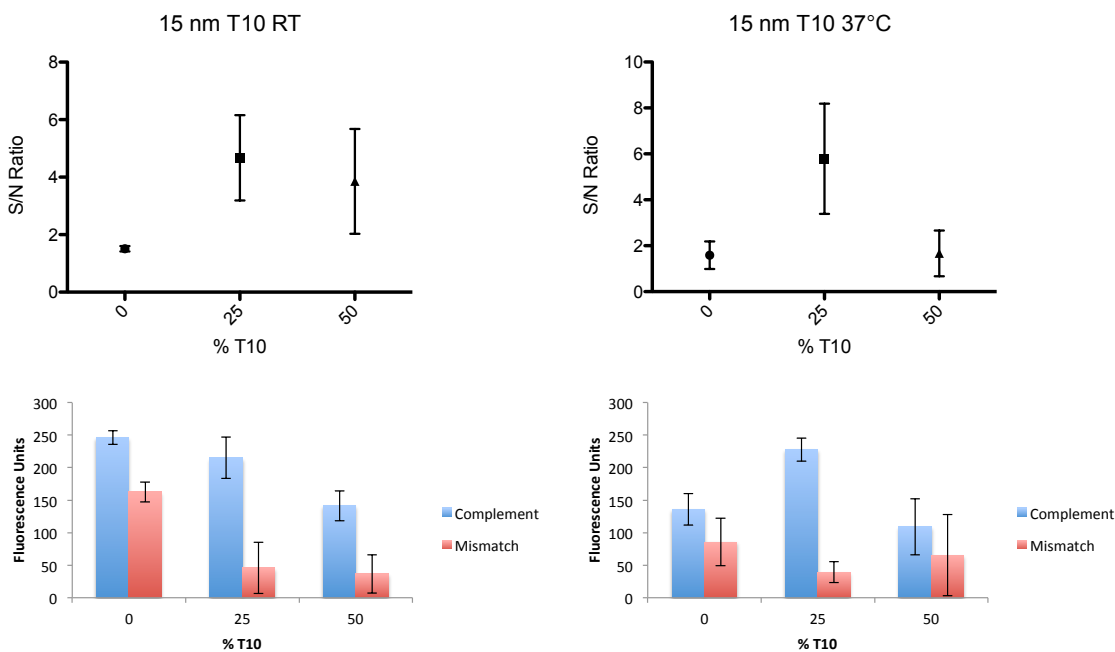 15 nm T10 RT
8
6
4
2
0
S/N Ratio
0
25
50
% T10
15 nm T10 37°C
10
8
6
4
2
0
S/N Ratio
0
25
50
% T10
300
250
200
150
100
50
0
Fluorescence Units
0
25
50
% T10
Complement
Mismatch
300
250
200
150
100
50
0
Fluorescence Units
0
25
50
% T10
Complement
Mismatch